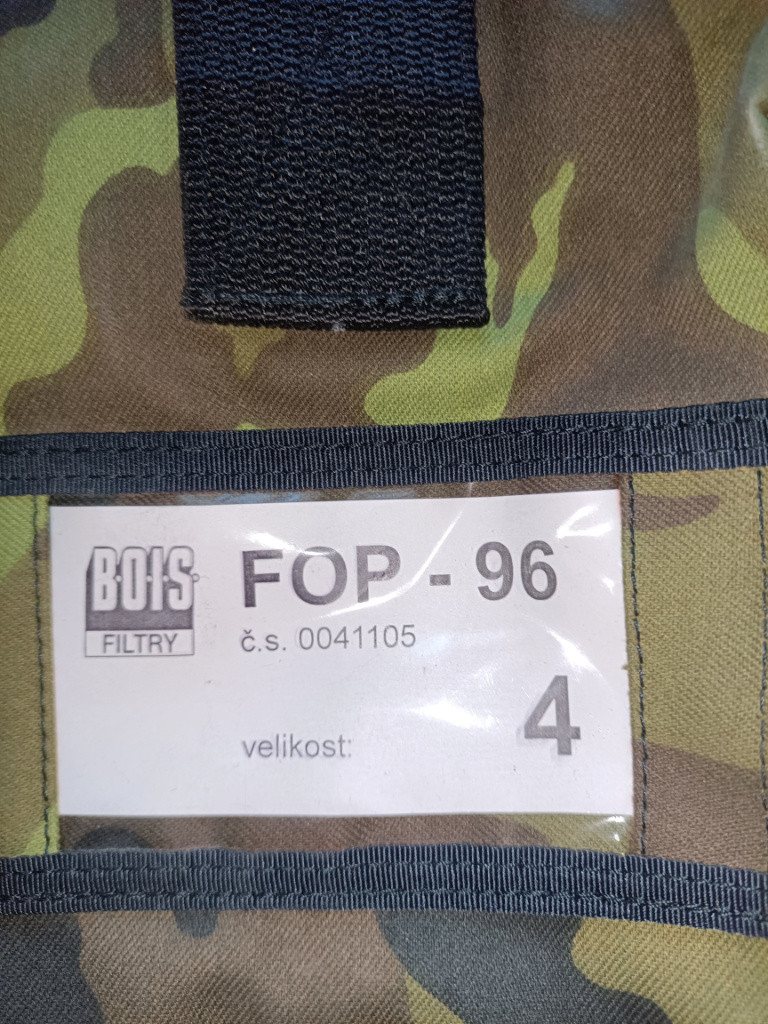 BOIS
FILTRY
FOP - 96
č.s. 0041105
velikost: 4